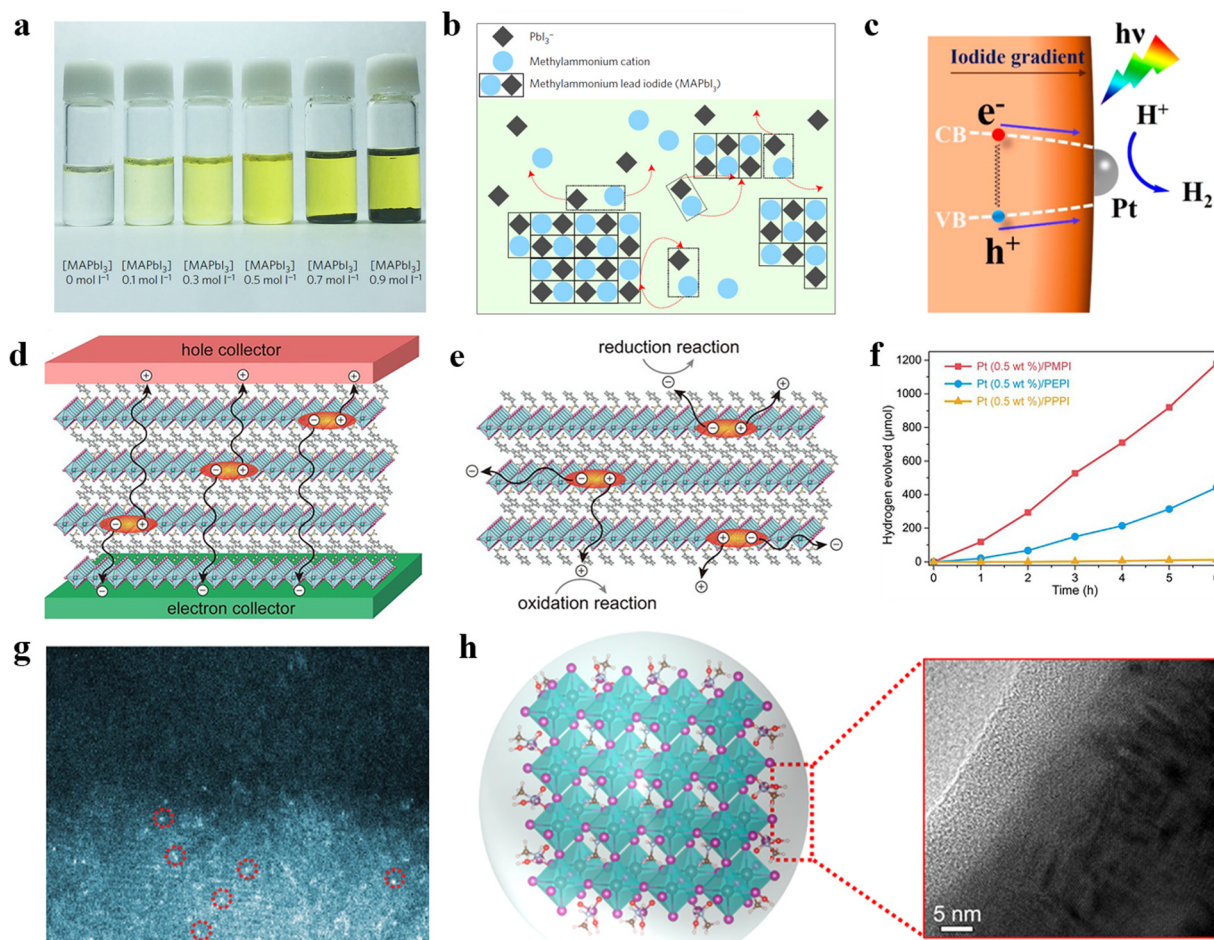 a
[MAPbI₃]
0 mol l⁻¹
[MAPbI₃]
0.1 mol l⁻¹
[MAPbI₃]
0.3 mol l⁻¹
[MAPbI₃]
0.5 mol l⁻¹
[MAPbI₃]
0.7 mol l⁻¹
[MAPbI₃]
0.9 mol l⁻¹
b
PbI₃⁻
Methylammonium cation
Methylammonium lead iodide (MAPbI₃)
c
hν
Iodide gradient
e⁻
H⁺
CB
Pt
H₂
VB
h⁺
d
hole collector
electron collector
e
reduction reaction
oxidation reaction
f
Pt (0.5 wt %)/PMPI
Pt (0.5 wt %)/PEPI
Pt (0.5 wt %)/PPPI
Hydrogen evolved (μmol)
1200
1000
800
600
400
200
0
0 1 2 3 4 5
Time (h)
g
h
5 nm